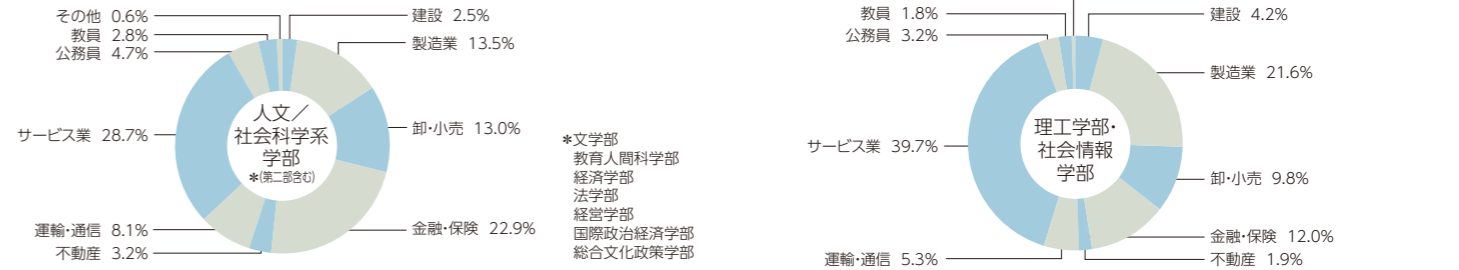 その他 0.6%
教員 2.8%
公務員 4.7%
サービス業 28.7%
運輸・通信 8.1%
不動産 3.2%
建設 2.5%
製造業 13.5%
卸・小売 13.0%
金融・保険 22.9%
人文／
社会科学系
学部
＊(第二部含む)
＊文学部
教育人間科学部
経済学部
法学部
経営学部
国際政治経済学部
総合文化政策学部
教員 1.8%
公務員 3.2%
サービス業 39.7%
運輸・通信 5.3%
建設 4.2%
製造業 21.6%
卸・小売 9.8%
金融・保険 12.0%
不動産 1.9%
理工学部・
社会情報
学部